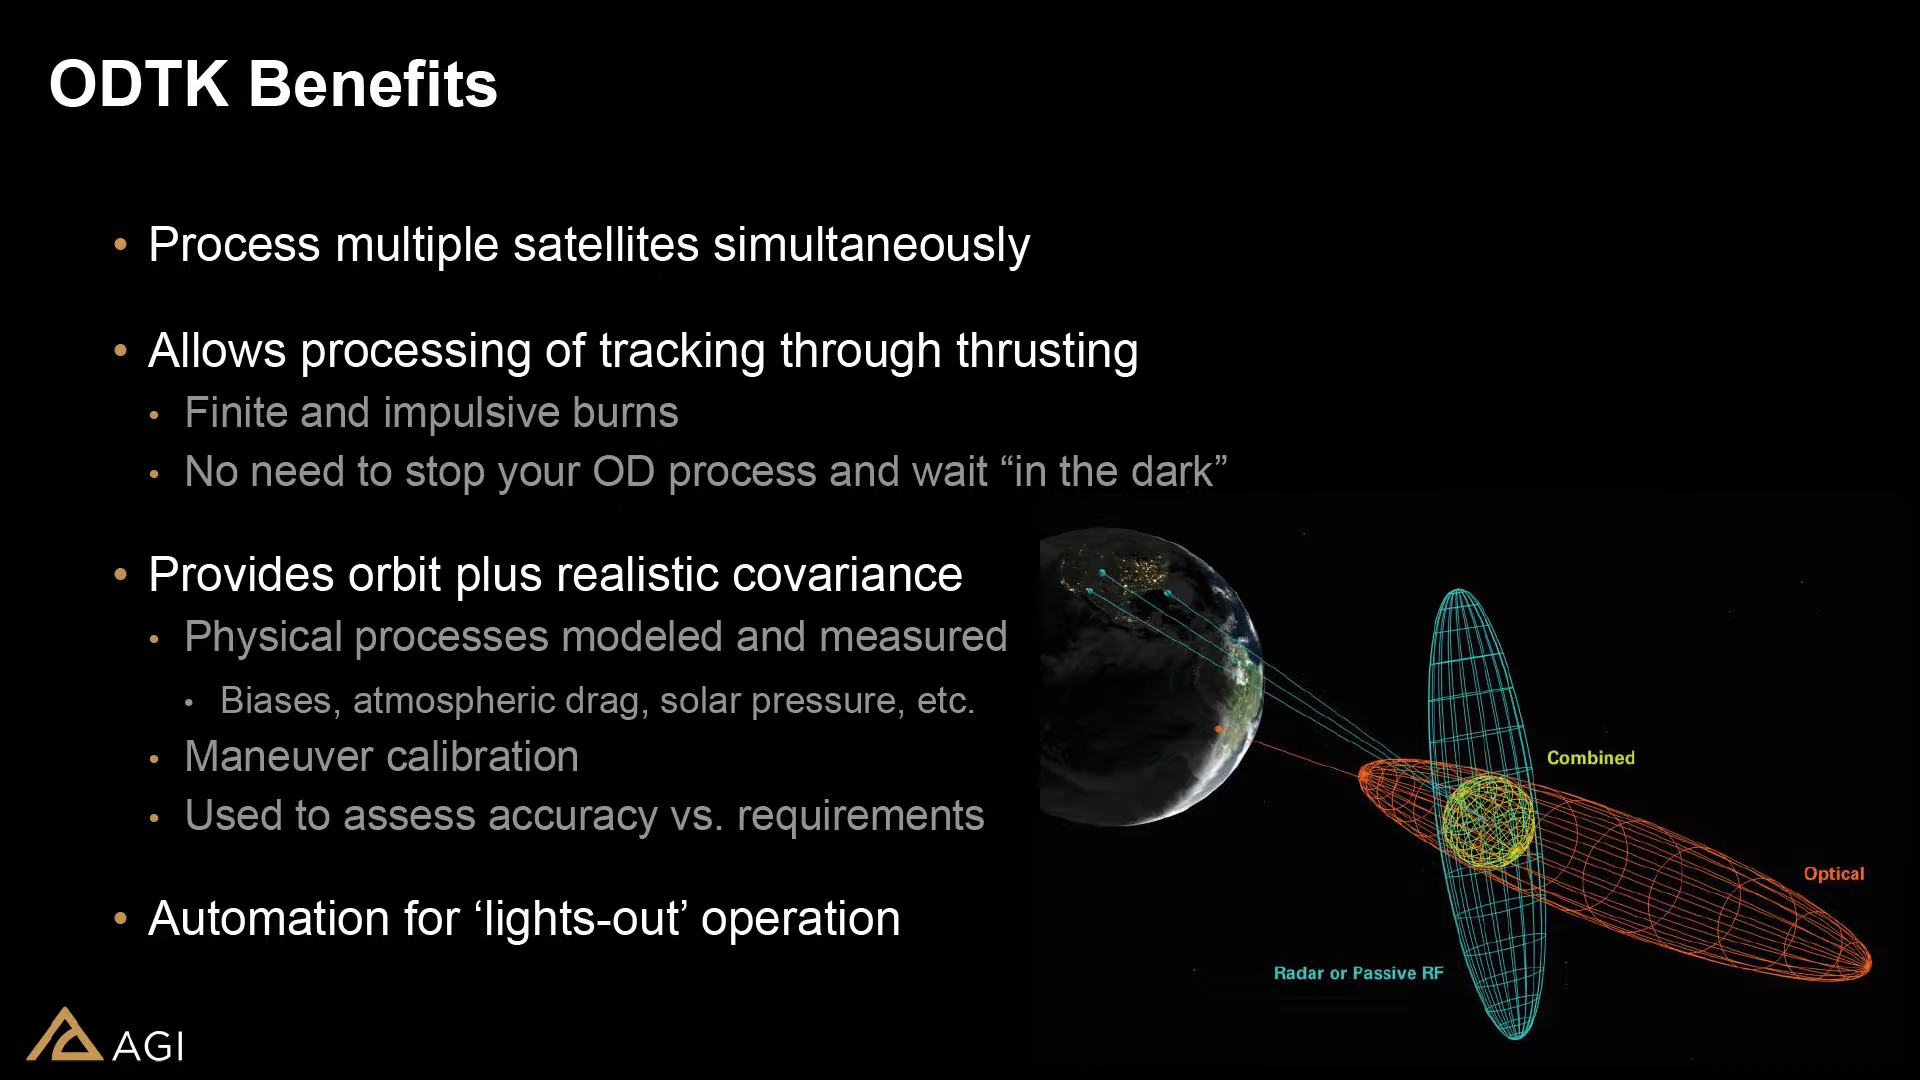 ODTK Benefits
• Process multiple satellites simultaneously
• Allows processing of tracking through thrusting
• Finite and impulsive burns
• No need to stop your OD process and wait “in the dark”
• Provides orbit plus realistic covariance
• Physical processes modeled and measured
• Biases, atmospheric drag, solar pressure, etc.
• Maneuver calibration
• Used to assess accuracy vs. requirements
• Automation for ‘lights-out’ operation
Combined
Optical
Radar or Passive RF
AGI